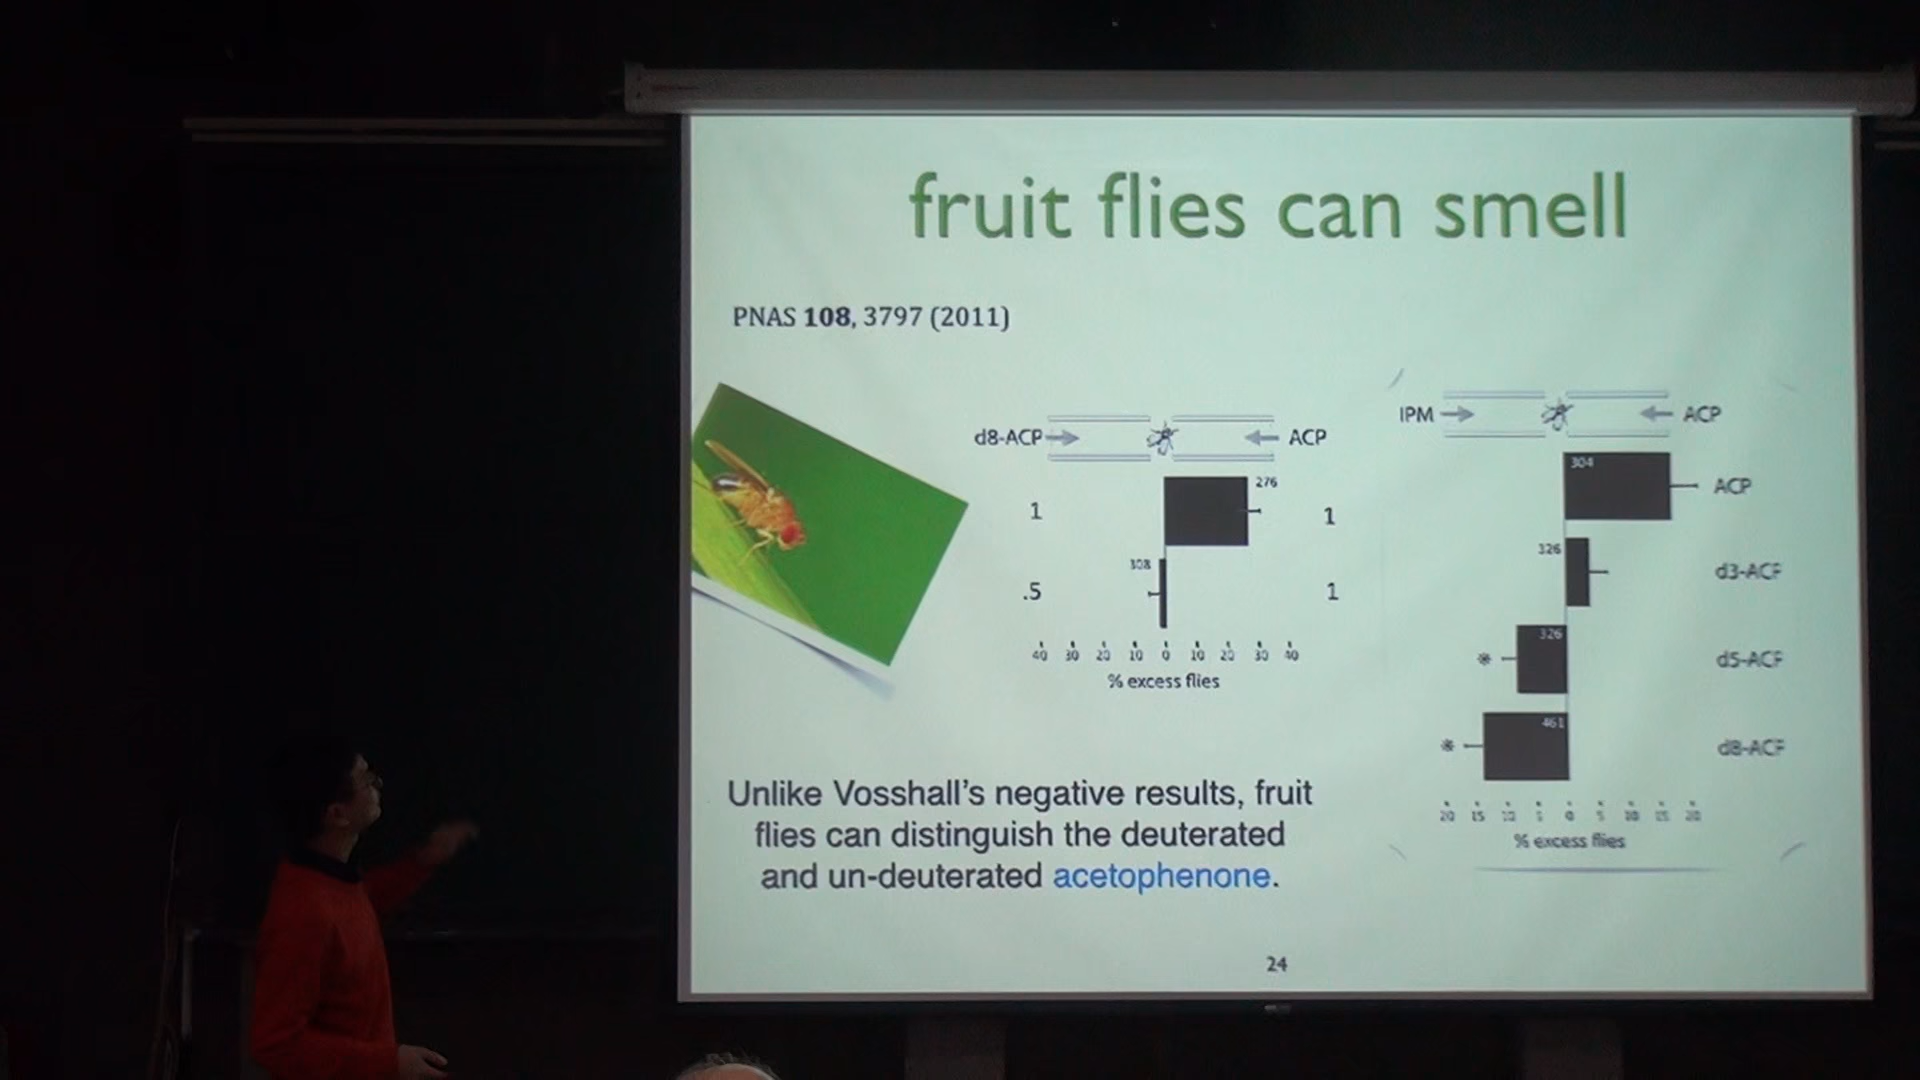 fruit flies can smell
PNAS 108, 3797 (2011)
d8-ACP
ACP
276
1
1
308
.5
1
40 30 20 10 0 10 20 30 40
% excess flies
IPM
ACP
304
ACP
326
d3-ACP
326
*
d5-ACP
461
*
d8-ACP
20 15 10 5 0 5 10 15 20
% excess flies
Unlike Vosshall's negative results, fruit
flies can distinguish the deuterated
and un-deuterated acetophenone.
24